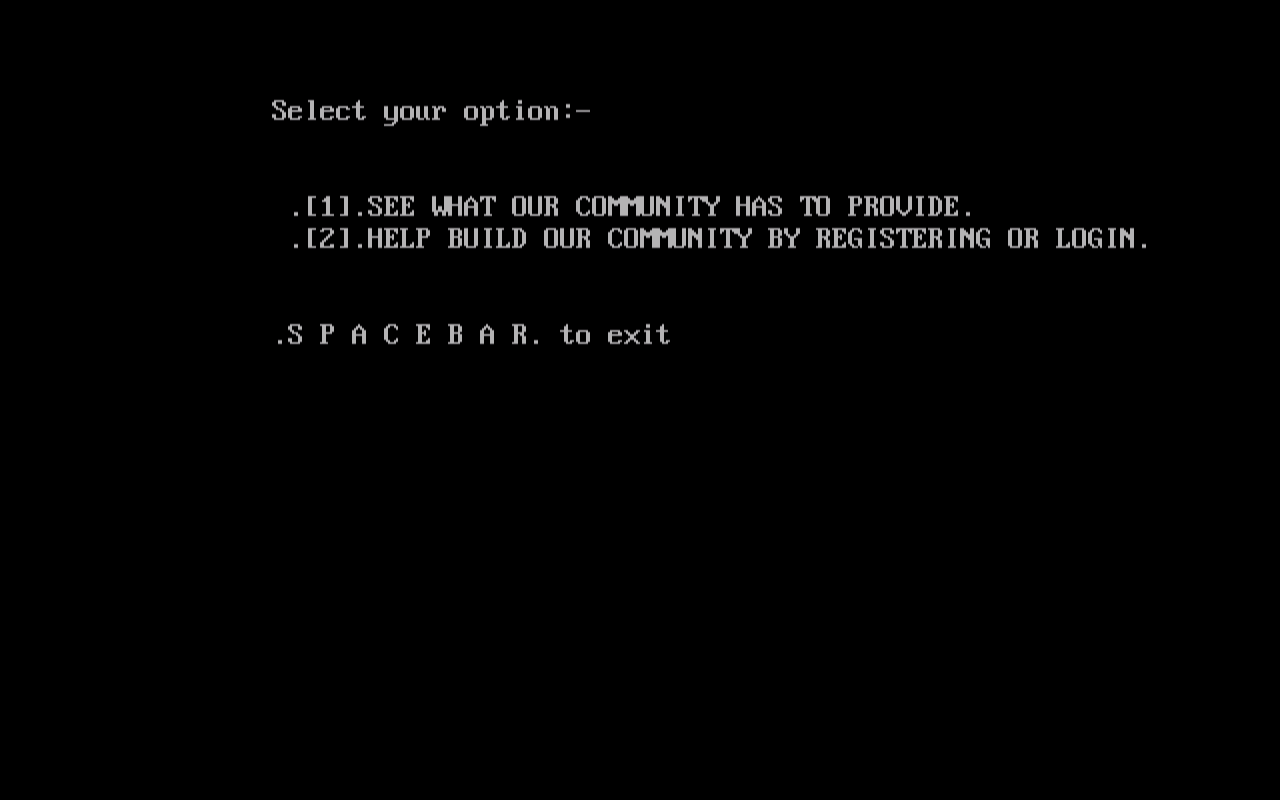 Select your option:-
.[1].SEE WHAT OUR COMMUNITY HAS TO PROVIDE.
.[2].HELP BUILD OUR COMMUNITY BY REGISTERING OR LOGIN.
.S P A C E B A R. to exit